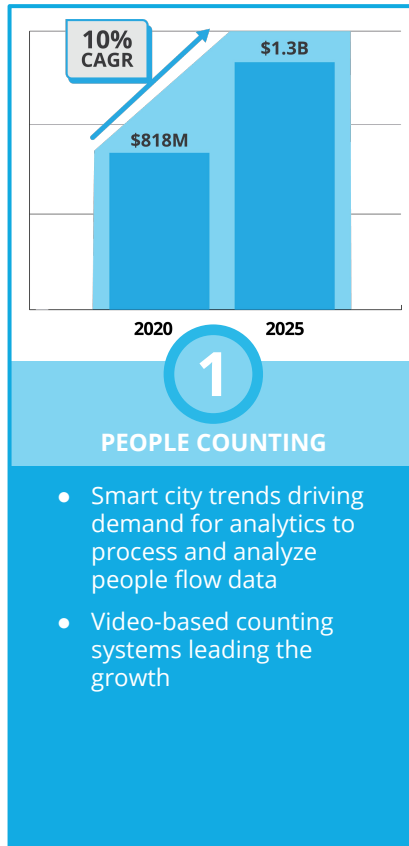 10%
CAGR
$1.3B
$818M
2020 2025
1
PEOPLE COUNTING
● Smart city trends driving
demand for analytics to
process and analyze
people flow data
● Video-based counting
systems leading the
growth